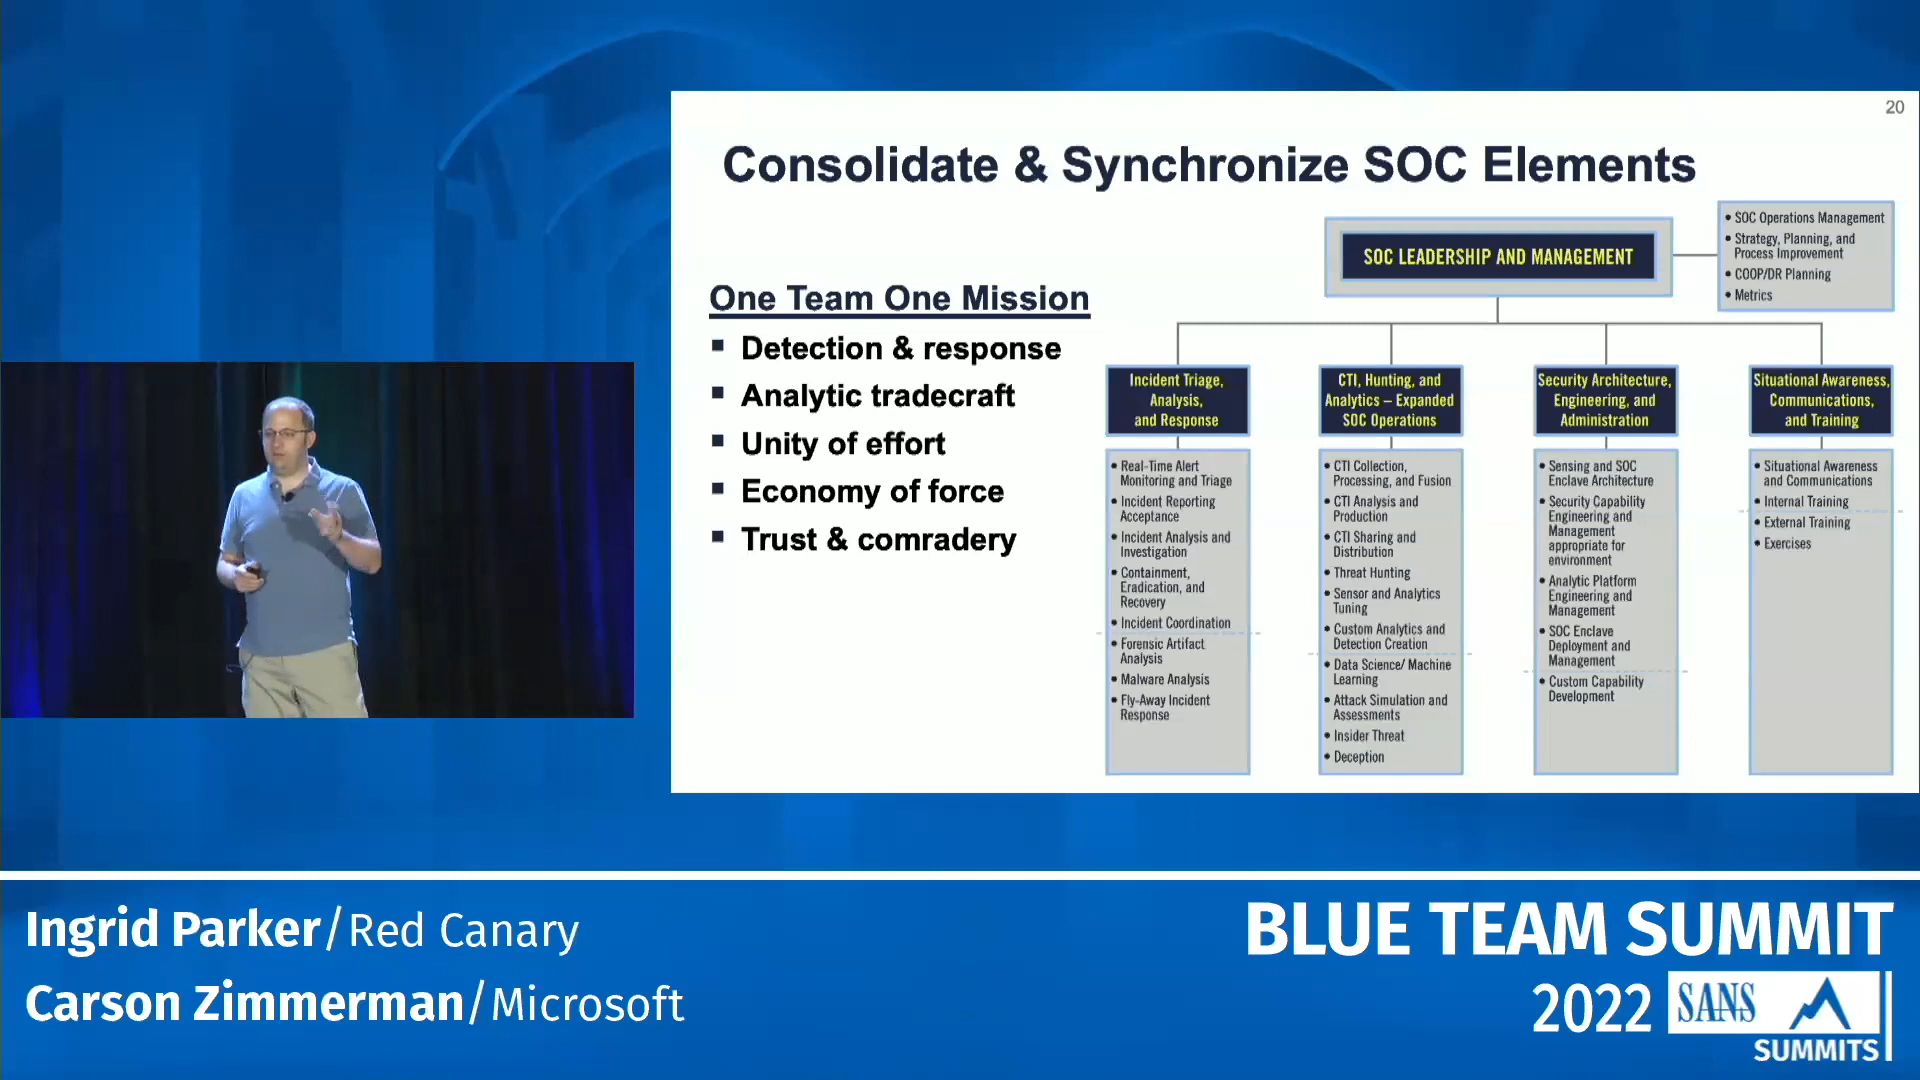 20
Consolidate & Synchronize SOC Elements
One Team One Mission
Detection & response
Analytic tradecraft
Unity of effort
Economy of force
Trust & comradery
SOC LEADERSHIP AND MANAGEMENT
• SOC Operations Management
• Strategy, Planning, and
Process Improvement
• COOP/DR Planning
• Metrics
Incident Triage,
Analysis,
and Response
• Real-Time Alert
Monitoring and Triage
• Incident Reporting
Acceptance
• Incident Analysis and
Investigation
• Containment,
Eradication, and
Recovery
• Incident Coordination
• Forensic Artifact
Analysis
• Malware Analysis
• Fly-Away Incident
Response
CTI, Hunting, and
Analytics – Expanded
SOC Operations
• CTI Collection,
Processing, and Fusion
• CTI Analysis and
Production
• CTI Sharing and
Distribution
• Threat Hunting
• Sensor and Analytics
Tuning
• Custom Analytics and
Detection Creation
• Data Science/ Machine
Learning
• Attack Simulation and
Assessments
• Insider Threat
• Deception
Security Architecture,
Engineering, and
Administration
• Sensing and SOC
Enclave Architecture
• Security Capability
Engineering and
Management
appropriate for
environment
• Analytic Platform
Engineering and
Management
• SOC Enclave
Deployment and
Management
• Custom Capability
Development
Situational Awareness,
Communications,
and Training
• Situational Awareness
and Communications
• Internal Training
• External Training
• Exercises
Ingrid Parker/Red Canary
Carson Zimmerman/Microsoft
BLUE TEAM SUMMIT
2022 SANS
SUMMITS